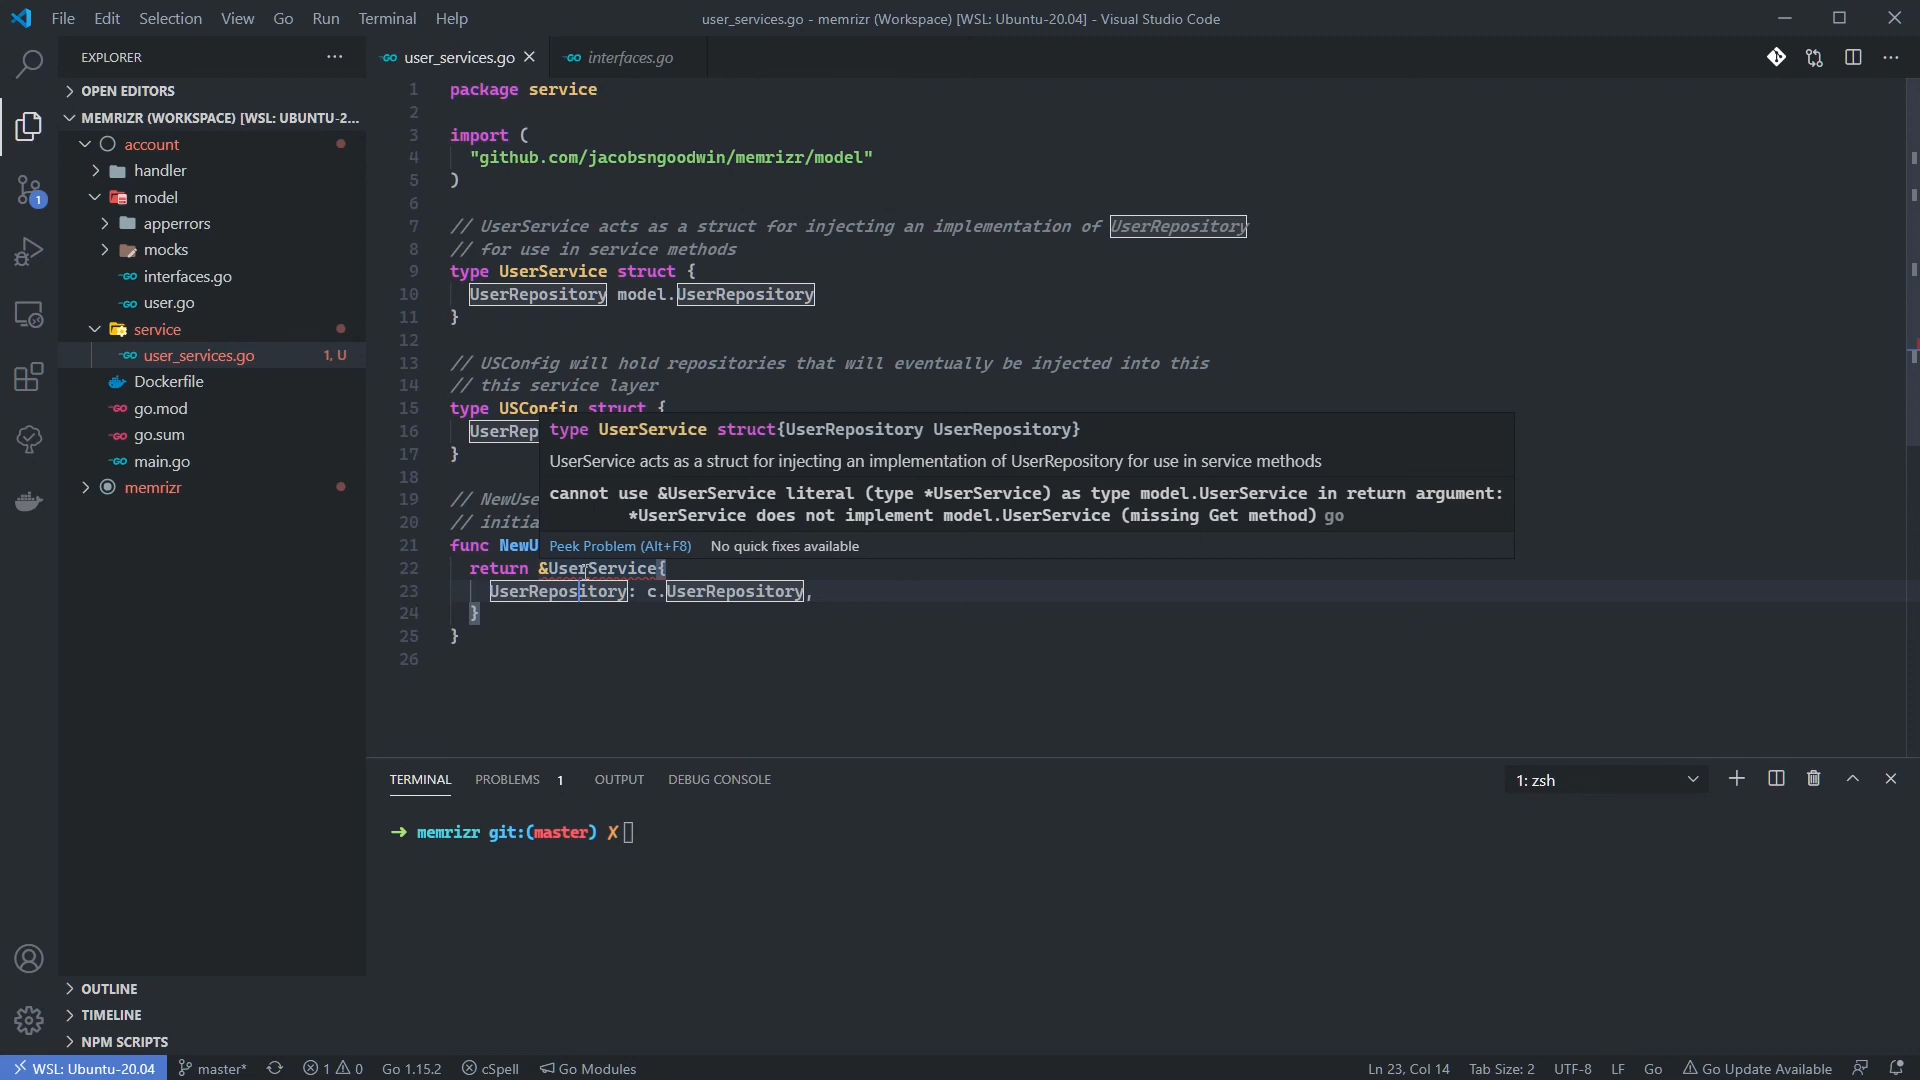 File Edit Selection View Go Run Terminal Help
user_services.go - memrizr (Workspace) [WSL: Ubuntu-20.04] - Visual Studio Code
EXPLORER
OPEN EDITORS
MEMRIZR (WORKSPACE) [WSL: UBUNTU-2...
account
handler
model
apperrors
mocks
interfaces.go
user.go
service
user_services.go 1, U
Dockerfile
go.mod
go.sum
main.go
memrizr
OUTLINE
TIMELINE
NPM SCRIPTS
1
user_services.go
interfaces.go
1 package service
2
3 import (
4 "github.com/jacobsngoodwin/memrizr/model"
5 )
6
7 // UserService acts as a struct for injecting an implementation of UserRepository
8 // for use in service methods
9 type UserService struct {
10 UserRepository model.UserRepository
11 }
12
13 // USConfig will hold repositories that will eventually be injected into this
14 // this service layer
15 type USConfig struct {
16 UserRep
17 }
18
19 // NewUse
20 // initia
21 func NewU
22 return &UserService{
23 UserRepository: c.UserRepository,
24 }
25 }
26
type UserService struct{UserRepository UserRepository}
UserService acts as a struct for injecting an implementation of UserRepository for use in service methods
cannot use &UserService literal (type *UserService) as type model.UserService in return argument:
*UserService does not implement model.UserService (missing Get method) go
Peek Problem (Alt+F8) No quick fixes available
TERMINAL PROBLEMS 1 OUTPUT DEBUG CONSOLE
1: zsh
➜ memrizr git:(master) ✗
WSL: Ubuntu-20.04 master* 1 0 Go 1.15.2 cSpell Go Modules
Ln 23, Col 14 Tab Size: 2 UTF-8 LF Go Go Update Available